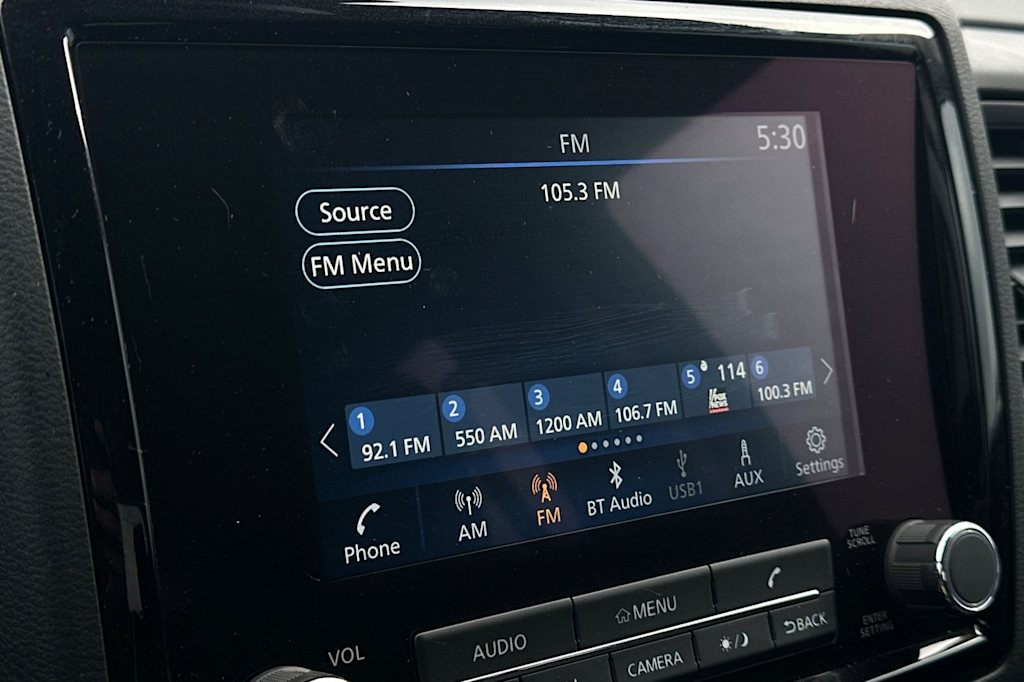 FM
5:30
105.3 FM
Source
FM Menu
1
92.1 FM
2
550 AM
3
1200 AM
4
106.7 FM
5
114
FOX
NEWS
6
100.3 FM
Phone
AM
FM
BT Audio
USB1
AUX
Settings
TUNE
SCROLL
ENTER
SETTING
VOL
AUDIO
MENU
CAMERA
BACK